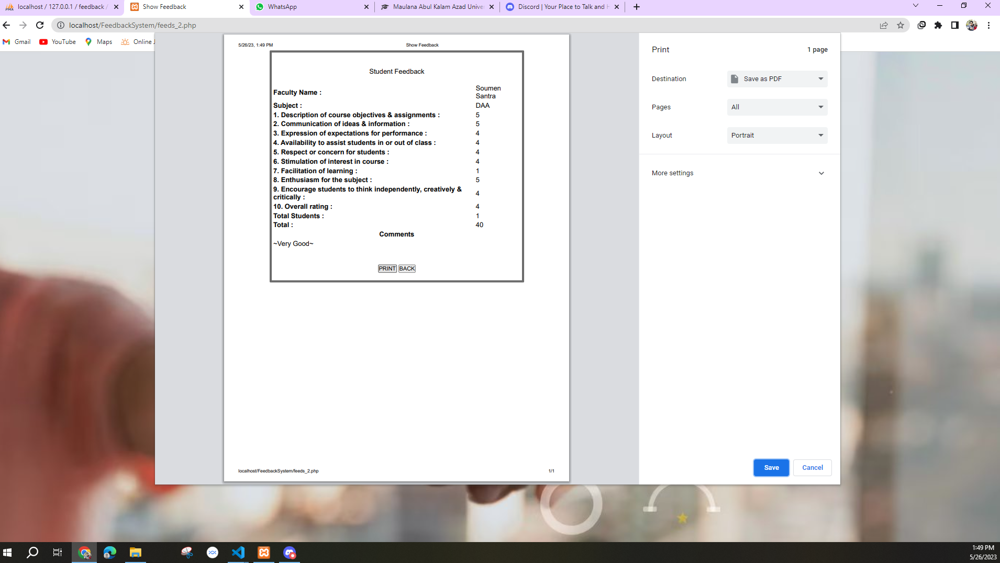 localhost / 127.0.0.1 / feedback /
Show Feedback
WhatsApp
Maulana Abul Kalam Azad Unive
Discord | Your Place to Talk and H
localhost/FeedbackSystem/feeds_2.php
Gmail
YouTube
Maps
Online J
5/26/23, 1:49 PM
Show Feedback
Student Feedback
Faculty Name :
Soumen
Santra
Subject :
DAA
1. Description of course objectives & assignments :
5
2. Communication of ideas & information :
5
3. Expression of expectations for performance :
4
4. Availability to assist students in or out of class :
4
5. Respect or concern for students :
4
6. Stimulation of interest in course :
4
7. Facilitation of learning :
1
8. Enthusiasm for the subject :
5
9. Encourage students to think independently, creatively &
critically :
4
10. Overall rating :
4
Total Students :
1
Total :
40
Comments
~Very Good~
PRINT BACK
localhost/FeedbackSystem/feeds_2.php
1/1
Print
1 page
Destination
Save as PDF
Pages
All
Layout
Portrait
More settings
Save
Cancel
1:49 PM
5/26/2023